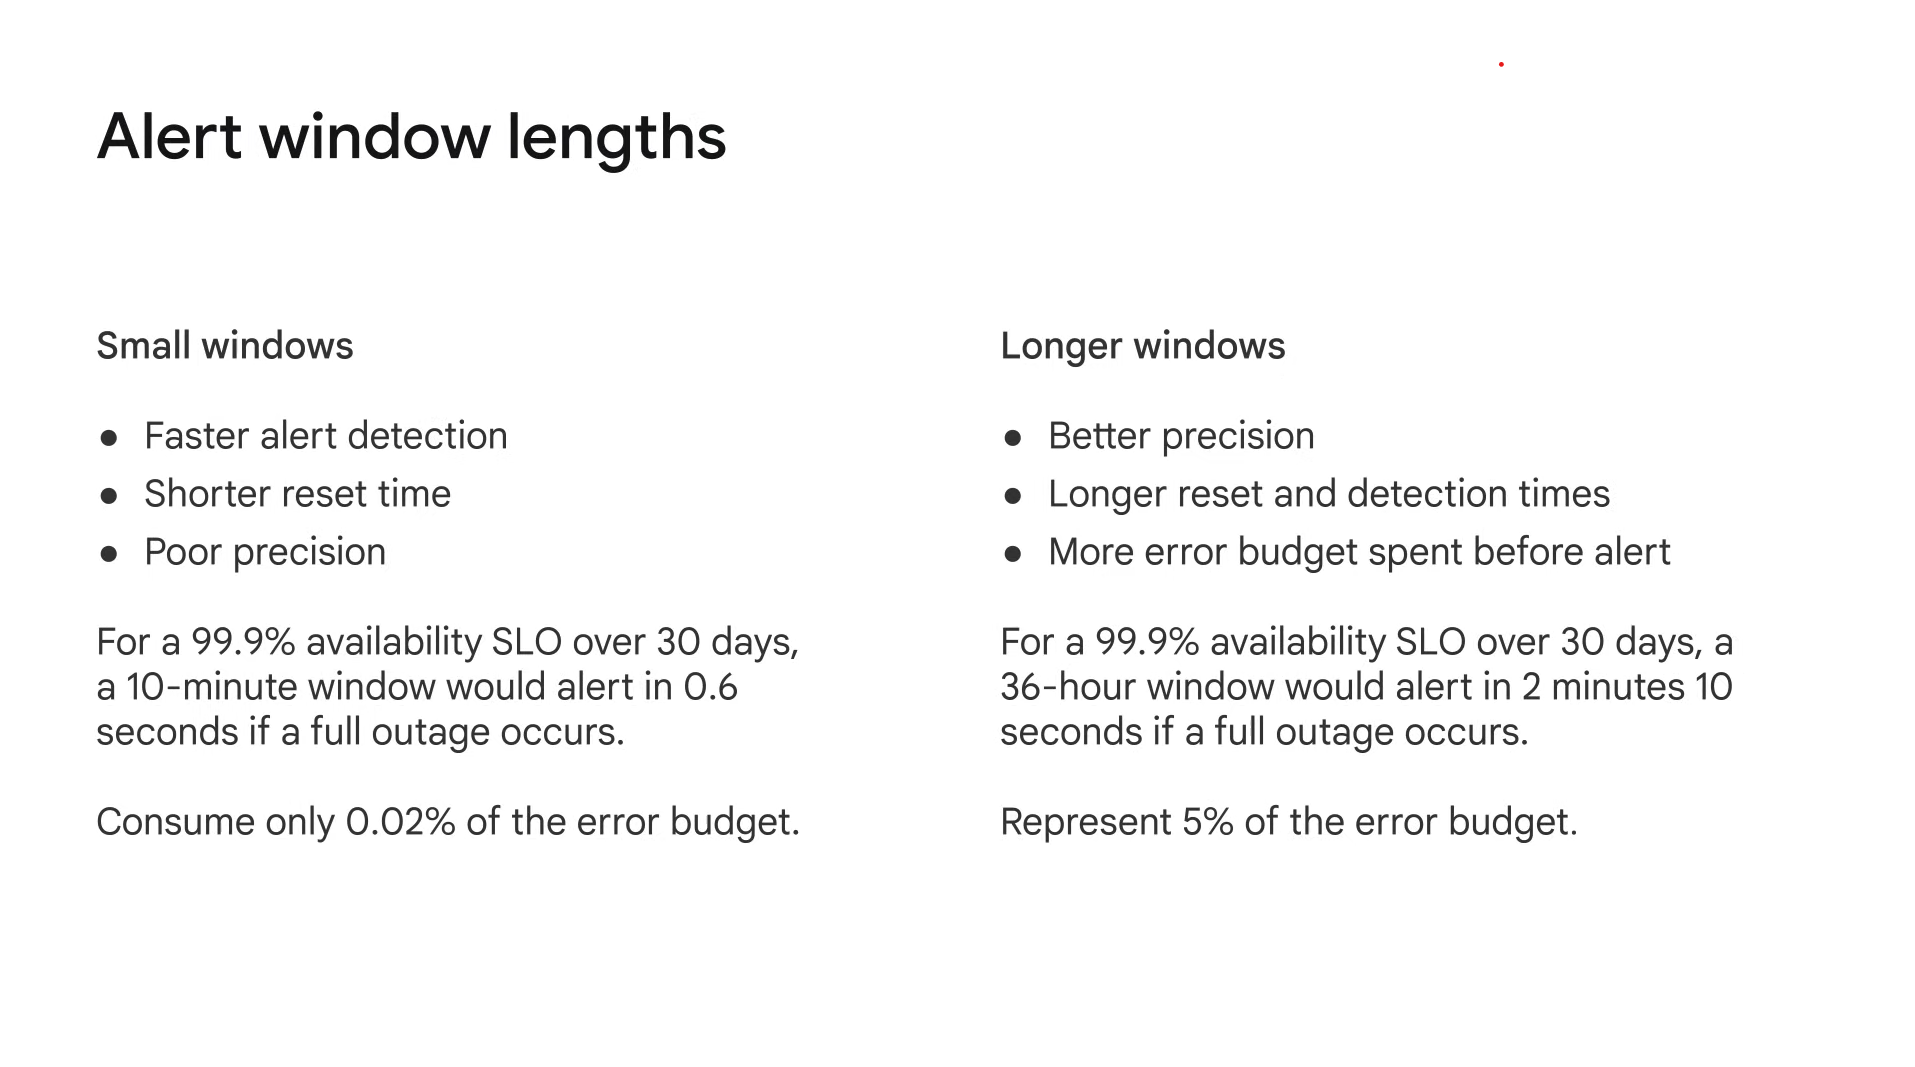 Alert window lengths
Small windows
● Faster alert detection
● Shorter reset time
● Poor precision
For a 99.9% availability SLO over 30 days,
a 10-minute window would alert in 0.6
seconds if a full outage occurs.
Consume only 0.02% of the error budget.
Longer windows
● Better precision
● Longer reset and detection times
● More error budget spent before alert
For a 99.9% availability SLO over 30 days, a
36-hour window would alert in 2 minutes 10
seconds if a full outage occurs.
Represent 5% of the error budget.